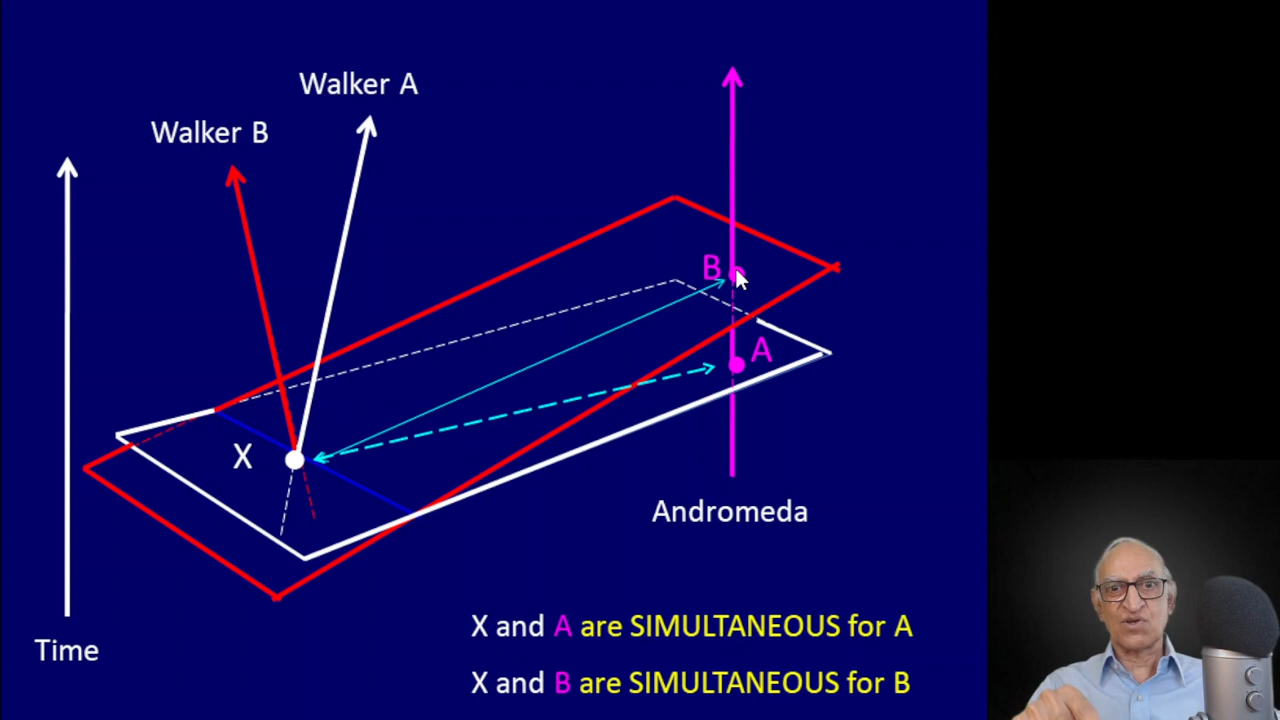 Walker A
Walker B
B
A
X
Andromeda
X and A are SIMULTANEOUS for A
Time
X and B are SIMULTANEOUS for B